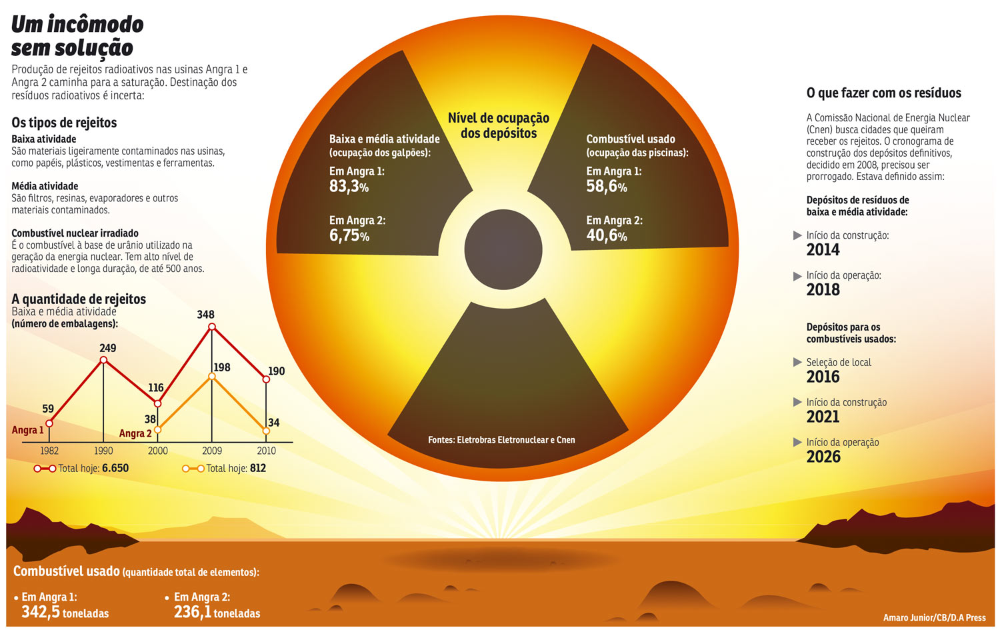 Um incômodo
sem solução
Produção de rejeitos radioativos nas usinas Angra 1 e
Angra 2 caminha para a saturação. Destinação dos
resíduos radioativos é incerta:
Os tipos de rejeitos
Baixa atividade
São materiais ligeiramente contaminados nas usinas,
como papéis, plásticos, vestimentas e ferramentas.
Média atividade
São filtros, resinas, evaporadores e outros
materiais contaminados.
Combustível nuclear irradiado
É o combustível à base de urânio utilizado na
geração da energia nuclear. Tem alto nível de
radioatividade e longa duração, de até 500 anos.
A quantidade de rejeitos
Baixa e média atividade
(número de embalagens):
348
249
198
190
116
59
38
34
Angra 1
Angra 2
1982 1990 2000 2009 2010
Total hoje: 6.650
Total hoje: 812
Nível de ocupação
dos depósitos
Baixa e média atividade
(ocupação dos galpões):
Em Angra 1:
83,3%
Em Angra 2:
6,75%
Combustível usado
(ocupação das piscinas):
Em Angra 1:
58,6%
Em Angra 2:
40,6%
Fontes: Eletrobras Eletronuclear e Cnen
O que fazer com os resíduos
A Comissão Nacional de Energia Nuclear
(Cnen) busca cidades que queiram
receber os rejeitos. O cronograma de
construção dos depósitos definitivos,
decidido em 2008, precisou ser
prorrogado. Estava definido assim:
Depósitos de resíduos de
baixa e média atividade:
Início da construção:
2014
Início da operação:
2018
Depósitos para os
combustíveis usados:
Seleção de local
2016
Início da construção
2021
Início da operação
2026
Combustível usado (quantidade total de elementos):
• Em Angra 1:
342,5 toneladas
• Em Angra 2:
236,1 toneladas
Amaro Junior/CB/D.A Press